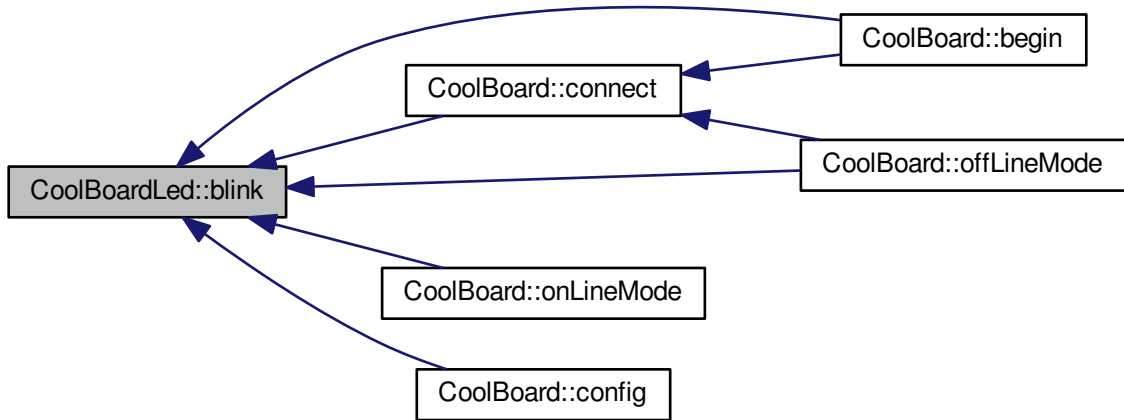 CoolBoard::begin
CoolBoard::connect
CoolBoard::offLineMode
CoolBoardLed::blink
CoolBoard::onLineMode
CoolBoard::config